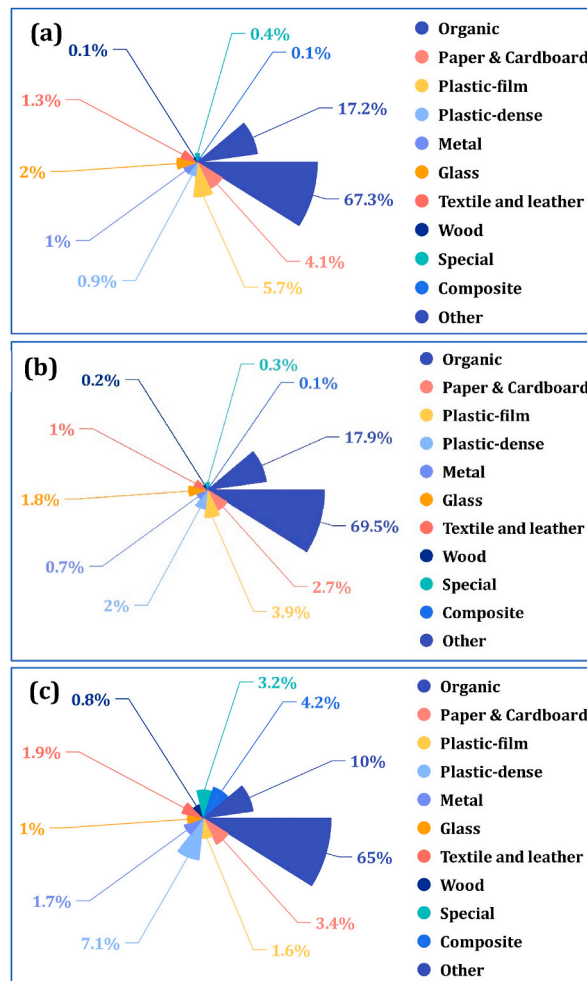 (a)
0.1%
0.4%
0.1%
1.3%
17.2%
2%
67.3%
1%
4.1%
0.9%
5.7%
Organic
Paper & Cardboard
Plastic-film
Plastic-dense
Metal
Glass
Textile and leather
Wood
Special
Composite
Other
(b)
0.2%
0.3%
0.1%
1%
17.9%
1.8%
69.5%
0.7%
2.7%
2%
3.9%
Organic
Paper & Cardboard
Plastic-film
Plastic-dense
Metal
Glass
Textile and leather
Wood
Special
Composite
Other
(c)
0.8%
3.2%
4.2%
1.9%
10%
1%
65%
1.7%
3.4%
7.1%
1.6%
Organic
Paper & Cardboard
Plastic-film
Plastic-dense
Metal
Glass
Textile and leather
Wood
Special
Composite
Other